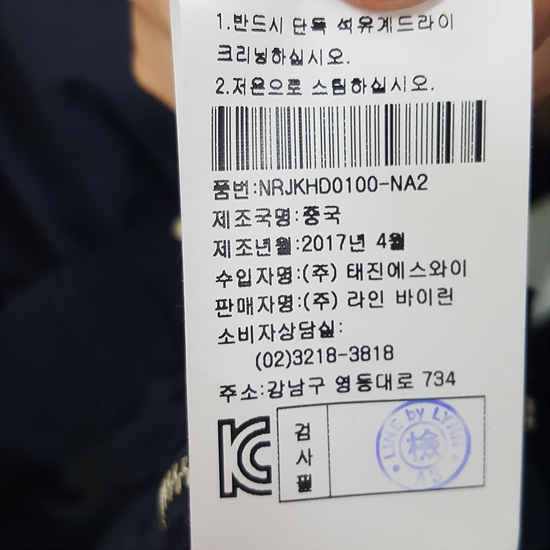 1.반드시 단독 석유계드라이
크리닝하십시오.
2.저온으로 스팀하십시오.
품번:NRJKHD0100-NA2
제조국명:중국
제조년월:2017년 4월
수입자명:(주) 태진에스와이
판매자명:(주) 라인 바이린
소비자상담실:
(02)3218-3818
주소:강남구 영동대로 734
검
사
필
LINE by LYNN
檢